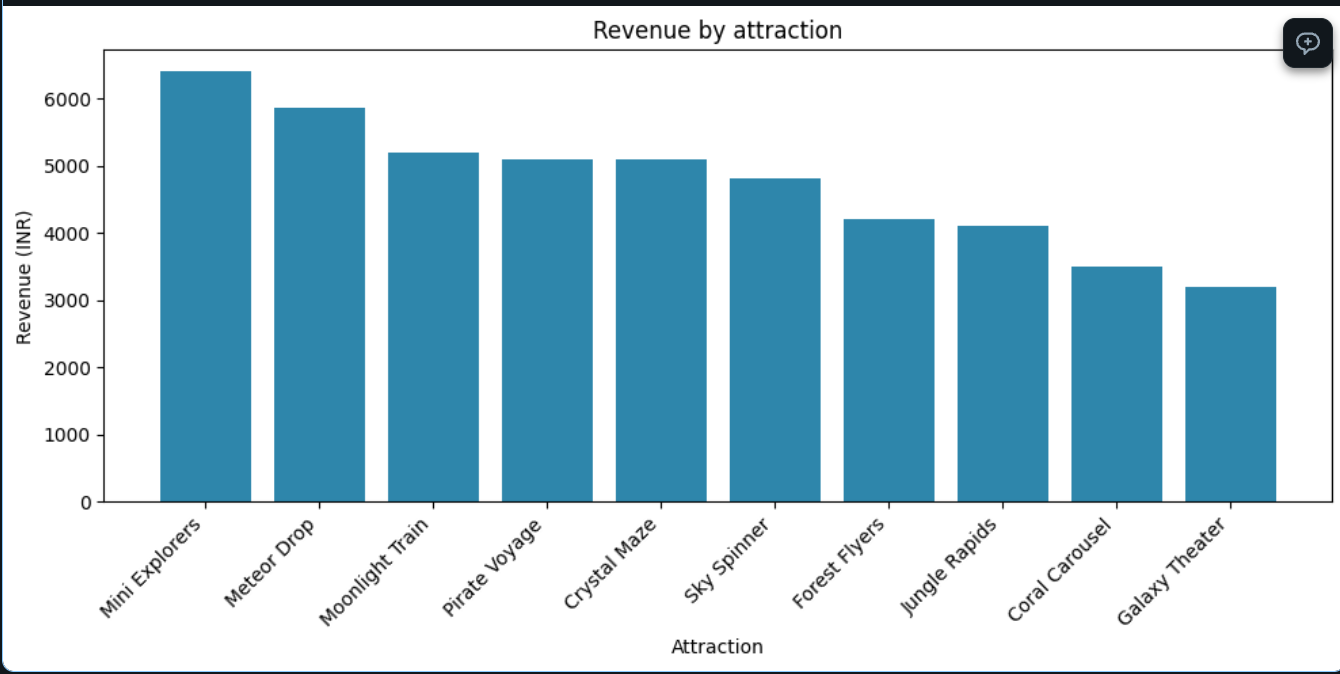 Revenue by attraction
Revenue (INR)
6000
5000
4000
3000
2000
1000
0
Mini Explorers
Meteor Drop
Moonlight Train
Pirate Voyage
Crystal Maze
Sky Spinner
Forest Flyers
Jungle Rapids
Coral Carousel
Galaxy Theater
Attraction